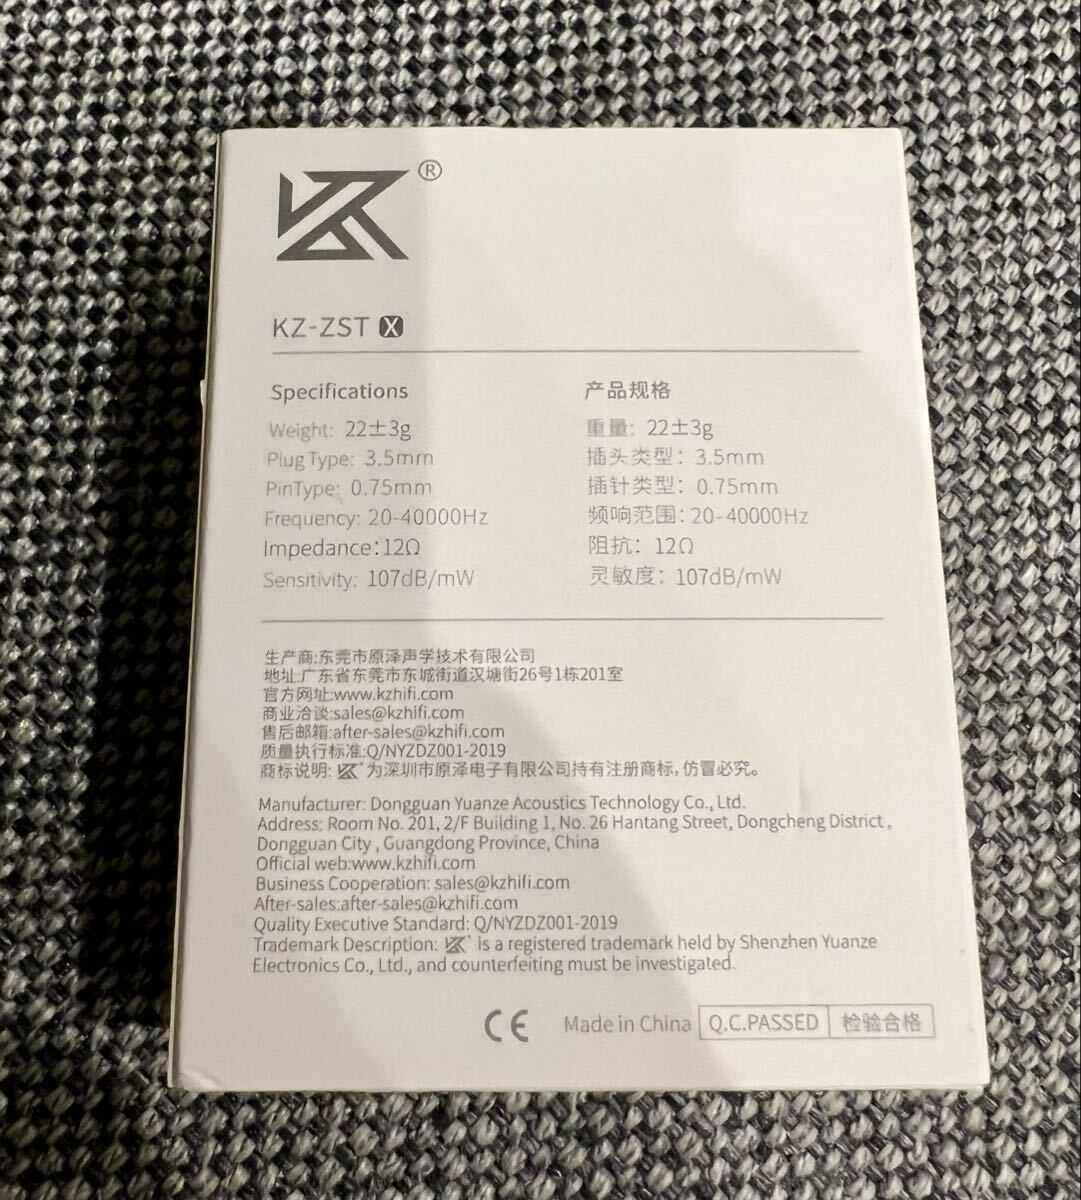 KZ®
KZ-ZST X
Specifications
Weight: 22±3g
Plug Type: 3.5mm
PinType: 0.75mm
Frequency: 20-40000Hz
Impedance:12Ω
Sensitivity: 107dB/mW
产品规格
重量: 22±3g
插头类型: 3.5mm
插针类型: 0.75mm
频响范围: 20-40000Hz
阻抗: 12Ω
灵敏度: 107dB/mW
生产商:东莞市原泽声学技术有限公司
地址:广东省东莞市东城街道汉塘街26号1栋201室
官方网址:www.kzhifi.com
商业洽谈:sales@kzhifi.com
售后邮箱:after-sales@kzhifi.com
质量执行标准:Q/NYZDZ001-2019
商标说明: KZ®为深圳市原泽电子有限公司持有注册商标,仿冒必究。
Manufacturer: Dongguan Yuanze Acoustics Technology Co., Ltd.
Address: Room No. 201, 2/F Building 1, No. 26 Hantang Street, Dongcheng District ,
Dongguan City , Guangdong Province, China
Official web:www.kzhifi.com
Business Cooperation: sales@kzhifi.com
After-sales:after-sales@kzhifi.com
Quality Executive Standard: Q/NYZDZ001-2019
Trademark Description: KZ® is a registered trademark held by Shenzhen Yuanze
Electronics Co., Ltd., and counterfeiting must be investigated.
CE Made in China Q.C.PASSED 检验合格